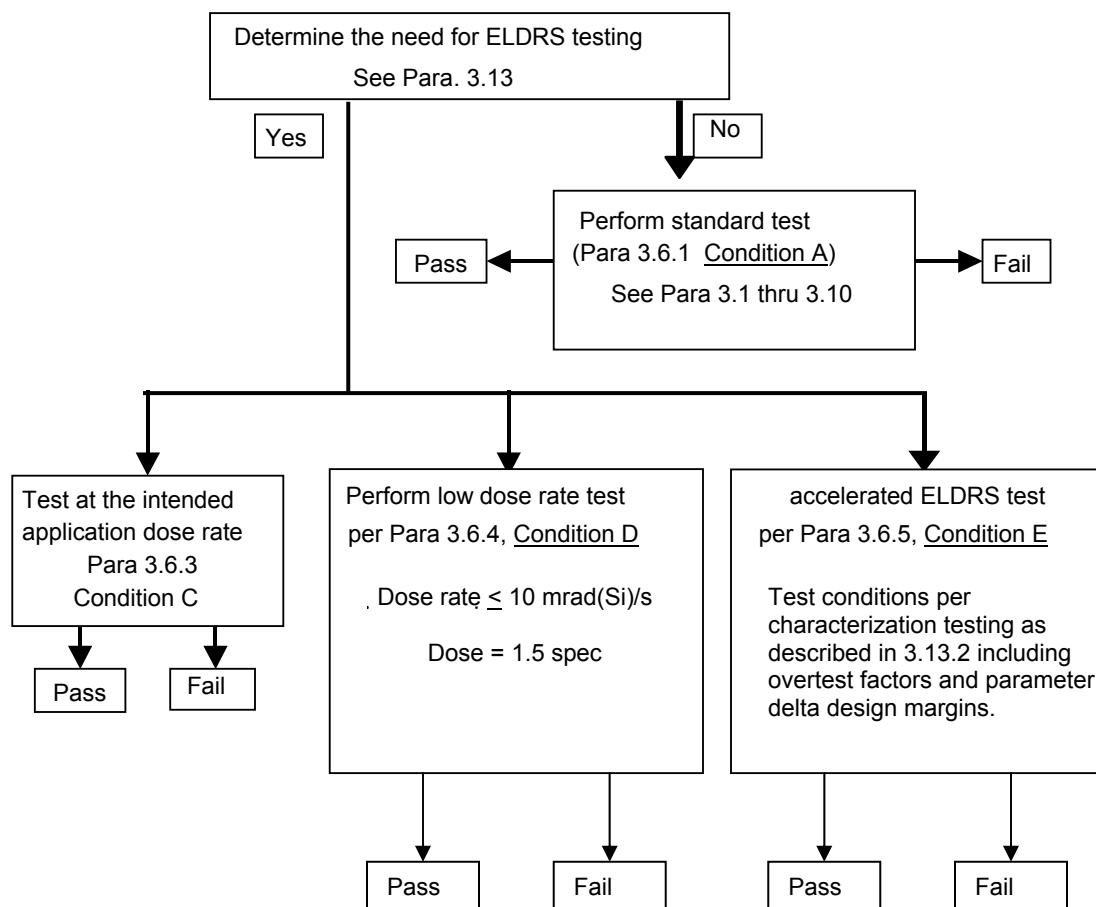 Determine the need for ELDRS testing
See Para. 3.13
Yes
No
Perform standard test
(Para 3.6.1 Condition A)
See Para 3.1 thru 3.10
Pass
Fail
Test at the intended
application dose rate
Para 3.6.3
Condition C
Pass
Fail
Perform low dose rate test
per Para 3.6.4, Condition D
Dose rate ≤ 10 mrad(Si)/s
Dose = 1.5 spec
Pass
Fail
accelerated ELDRS test
per Para 3.6.5, Condition E
Test conditions per
characterization testing as
described in 3.13.2 including
overtest factors and parameter
delta design margins.
Pass
Fail